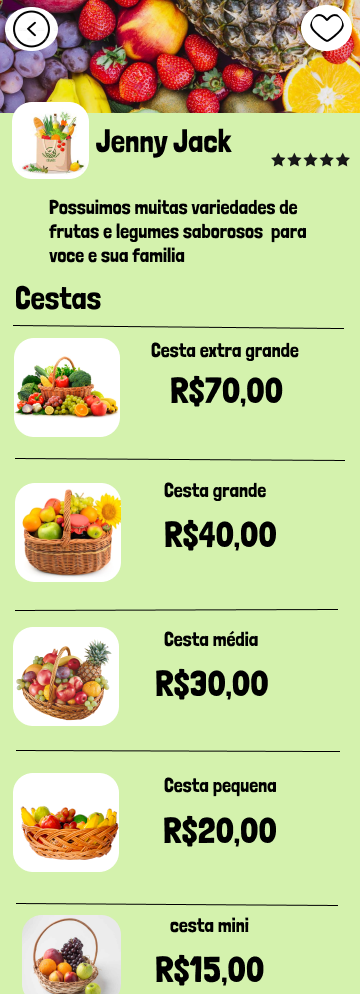 Jenny Jack
Possuimos muitas variedades de
frutas e legumes saborosos para
voce e sua familia
Cestas
Cesta extra grande
R$70,00
Cesta grande
R$40,00
Cesta média
R$30,00
Cesta pequena
R$20,00
cesta mini
R$15,00